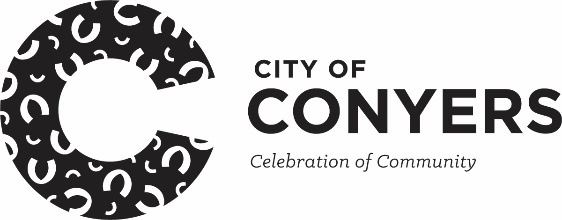 CITY OF
CONYERS
Celebration of Community